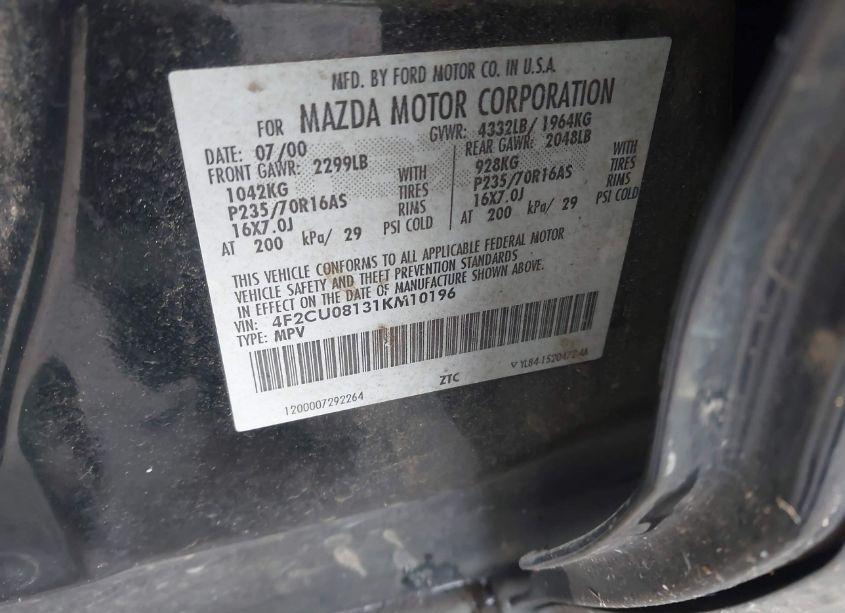 MFD. BY FORD MOTOR CO. IN U.S.A.
FOR MAZDA MOTOR CORPORATION
DATE: 07/00 GVWR: 4332LB/ 1964KG
FRONT GAWR: 2299LB REAR GAWR: 2048LB
1042KG WITH 928KG WITH
P235/70R16AS TIRES P235/70R16AS TIRES
16X7.0J RIMS 16X7.0J RIMS
AT 200 kPa/ 29 PSI COLD AT 200 kPa/ 29 PSI COLD
THIS VEHICLE CONFORMS TO ALL APPLICABLE FEDERAL MOTOR
VEHICLE SAFETY AND THEFT PREVENTION STANDARDS
IN EFFECT ON THE DATE OF MANUFACTURE SHOWN ABOVE.
VIN: 4F2CU08131KM10196
TYPE: MPV
1200007292264 ZTC